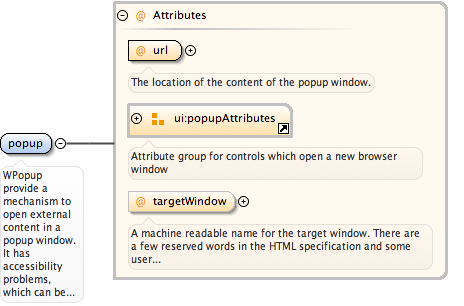 @ Attributes
@ url
The location of the content of the popup window.
ui:popupAttributes
Attribute group for controls which open a new browser
window
popup
WPopup
provide a
mechanism to
open external
content in a
popup window.
It has
accessibility
problems,
which can be...
@ targetWindow
A machine readable name for the target window. There are
a few reserved words in the HTML specification and some
user...